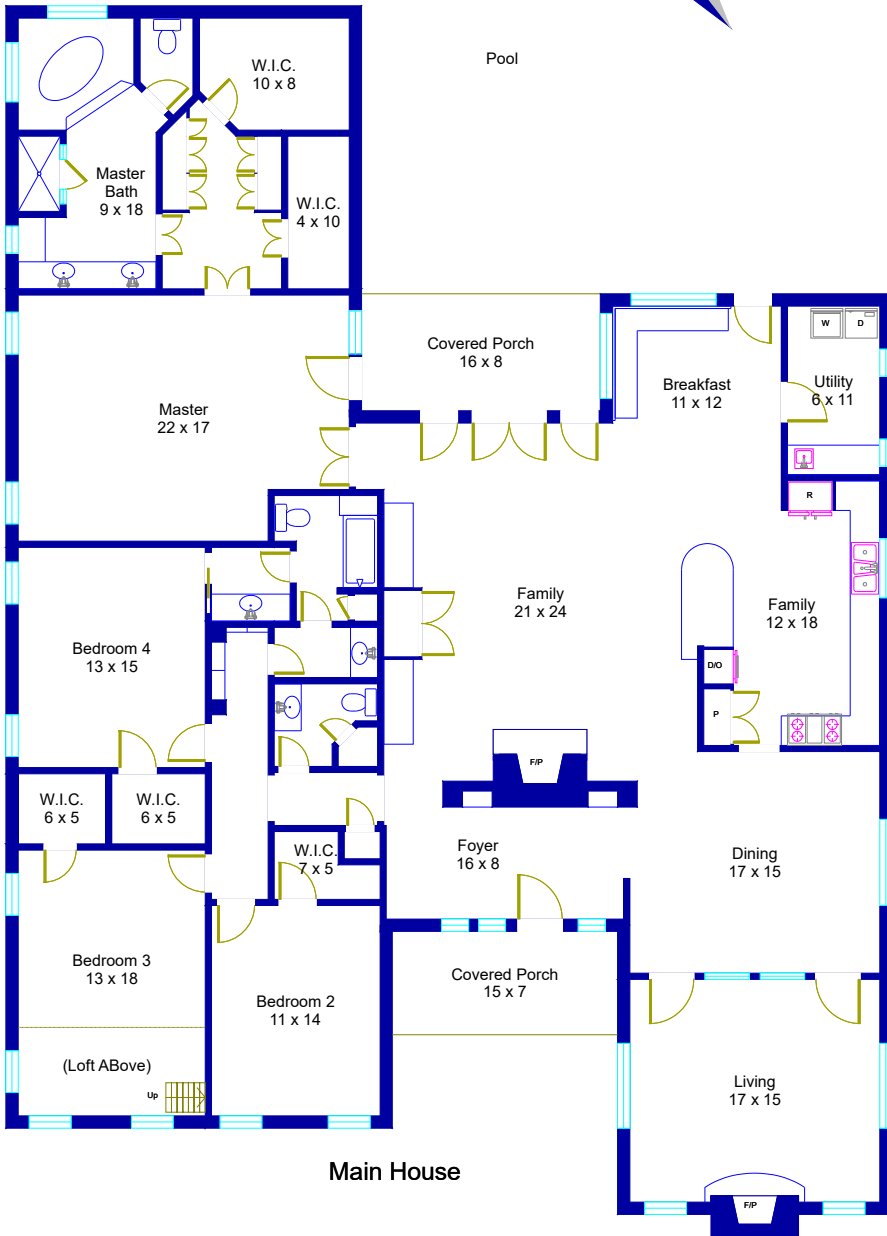 Pool
W.I.C.
10 x 8
Master
Bath
9 x 18
W.I.C.
4 x 10
Covered Porch
16 x 8
Breakfast
11 x 12
W
D
Utility
6 x 11
Master
22 x 17
R
Family
21 x 24
Family
12 x 18
Bedroom 4
13 x 15
D/O
P
F/P
W.I.C.
6 x 5
W.I.C.
6 x 5
W.I.C.
7 x 5
Foyer
16 x 8
Dining
17 x 15
Bedroom 3
13 x 18
Bedroom 2
11 x 14
Covered Porch
15 x 7
(Loft ABove)
Up
Living
17 x 15
Main House
F/P